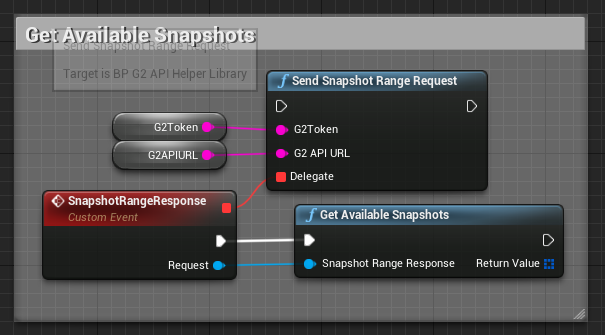 Get Available Snapshots
Send Snapshot Range Request
Target is BP G2 API Helper Library
Send Snapshot Range Request
G2Token
G2Token
G2APIURL
G2 API URL
Delegate
SnapshotRangeResponse
Custom Event
Get Available Snapshots
Request
Snapshot Range Response
Return Value